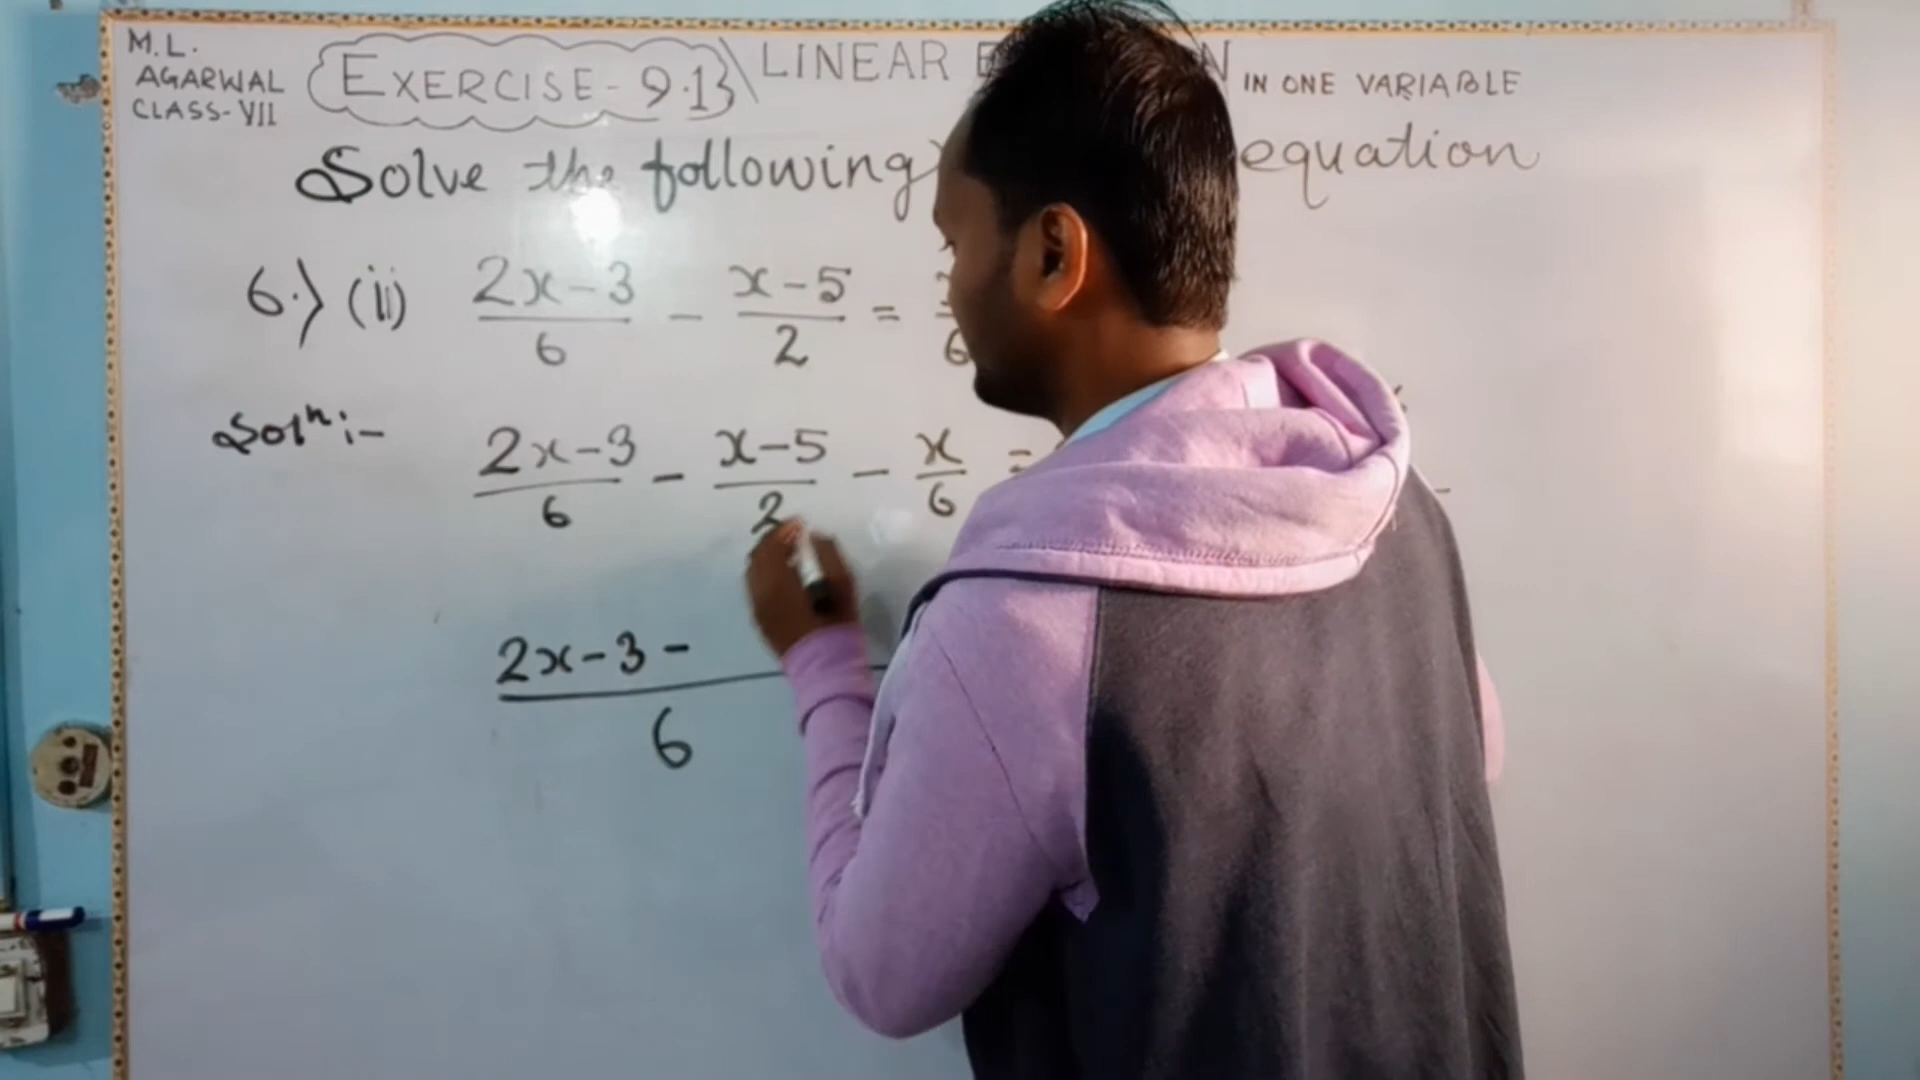 M.L.
AGARWAL
CLASS-VII
EXERCISE-9.1
LINEAR IN ONE VARIABLE
Solve the following equation
6.) (ii) (2x-3)/6 - (x-5)/2 = /6
Solⁿ:- (2x-3)/6 - (x-5)/2 - x/6 =
(2x-3-)/6